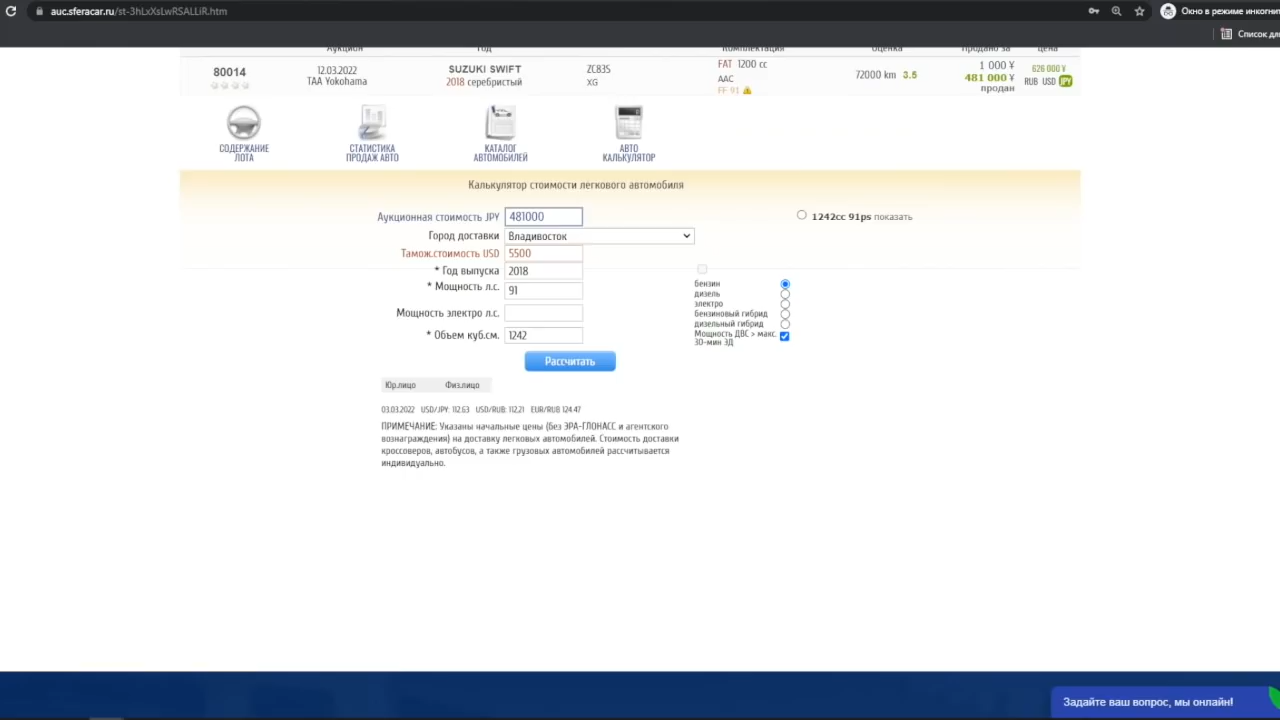 auc.sferacar.ru/st-3hLxXsLwRSALLiR.htm
Окно в режиме инкогнит
Список дл
Аукцион
Год
Комплектация
Оценка
Продано за
цена
80014
12.03.2022
TAA Yokohama
SUZUKI SWIFT
2018 серебристый
ZC83S
XG
FAT 1200 cc
AAC
FF 91
72000 km 3.5
1 000 ¥
481 000 ¥
продан
626 000 ¥
RUB USD JPY
СОДЕРЖАНИЕ
ЛОТА
СТАТИСТИКА
ПРОДАЖ АВТО
КАТАЛОГ
АВТОМОБИЛЕЙ
АВТО
КАЛЬКУЛЯТОР
Калькулятор стоимости легкового автомобиля
Аукционная стоимость JPY 481000
1242cc 91ps показать
Город доставки Владивосток
Тамож.стоимость USD 5500
* Год выпуска 2018
* Мощность л.с. 91
Мощность электро л.с.
* Объем куб.см. 1242
бензин
дизель
электро
бензиновый гибрид
дизельный гибрид
Мощность ДВС > макс.
30-мин ЭД
Рассчитать
Юр.лицо Физ.лицо
03.03.2022 USD/JPY: 112.63 USD/RUB: 112,21 EUR/RUB 124.47
ПРИМЕЧАНИЕ: Указаны начальные цены (без ЭРА-ГЛОНАСС и агентского
вознаграждения) на доставку легковых автомобилей. Стоимость доставки
кроссоверов, автобусов, а также грузовых автомобилей рассчитывается
индивидуально.
Задайте ваш вопрос, мы онлайн!